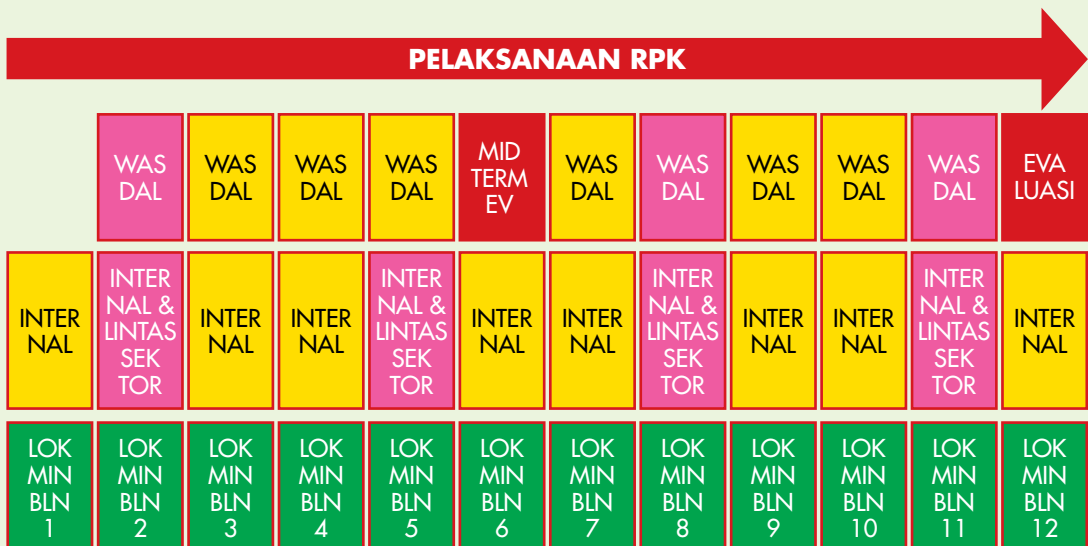 PELAKSANAAN RPK
WAS
DAL
WAS
DAL
WAS
DAL
WAS
DAL
MID
TERM
EV
WAS
DAL
WAS
DAL
WAS
DAL
WAS
DAL
WAS
DAL
EVA
LUASI
INTER
NAL
INTER
NAL &
LINTAS
SEK
TOR
INTER
NAL
INTER
NAL
INTER
NAL &
LINTAS
SEK
TOR
INTER
NAL
INTER
NAL
INTER
NAL &
LINTAS
SEK
TOR
INTER
NAL
INTER
NAL
INTER
NAL &
LINTAS
SEK
TOR
INTER
NAL
LOK
MIN
BLN
1
LOK
MIN
BLN
2
LOK
MIN
BLN
3
LOK
MIN
BLN
4
LOK
MIN
BLN
5
LOK
MIN
BLN
6
LOK
MIN
BLN
7
LOK
MIN
BLN
8
LOK
MIN
BLN
9
LOK
MIN
BLN
10
LOK
MIN
BLN
11
LOK
MIN
BLN
12